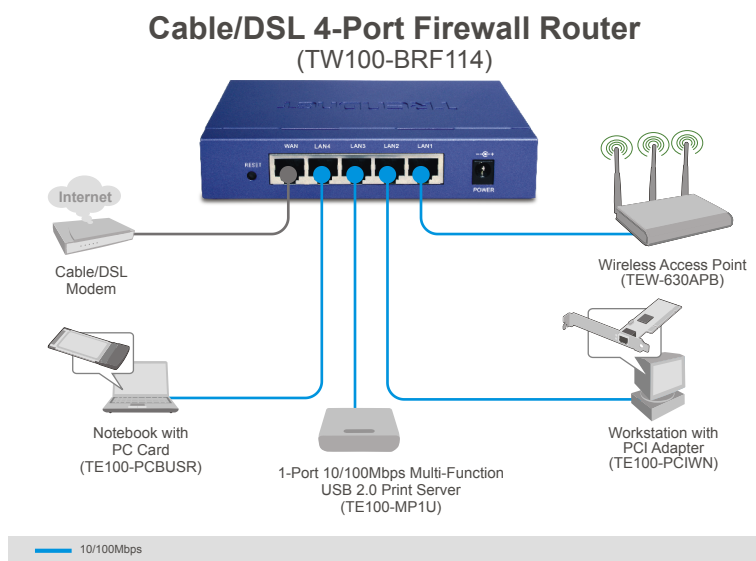 Cable/DSL 4-Port Firewall Router
(TW100-BRF114)
TRENDNET
WAN LAN4 LAN3 LAN2 LAN1
RESET
POWER
Internet
Cable/DSL
Modem
Wireless Access Point
(TEW-630APB)
Notebook with
PC Card
(TE100-PCBUSR)
1-Port 10/100Mbps Multi-Function
USB 2.0 Print Server
(TE100-MP1U)
Workstation with
PCI Adapter
(TE100-PCIWN)
10/100Mbps